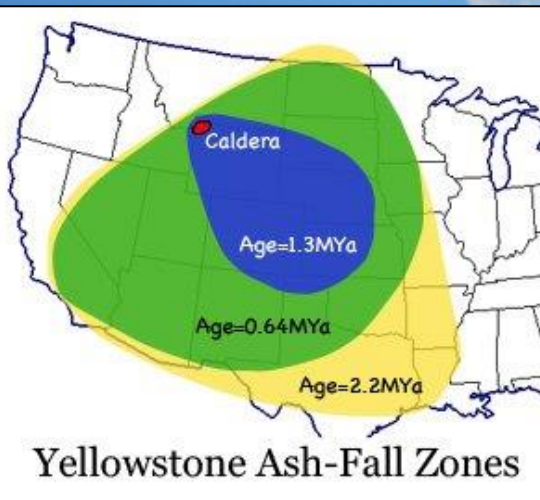 Caldera
Age=1.3MYa
Age=0.64MYa
Age=2.2MYa
Yellowstone Ash-Fall Zones